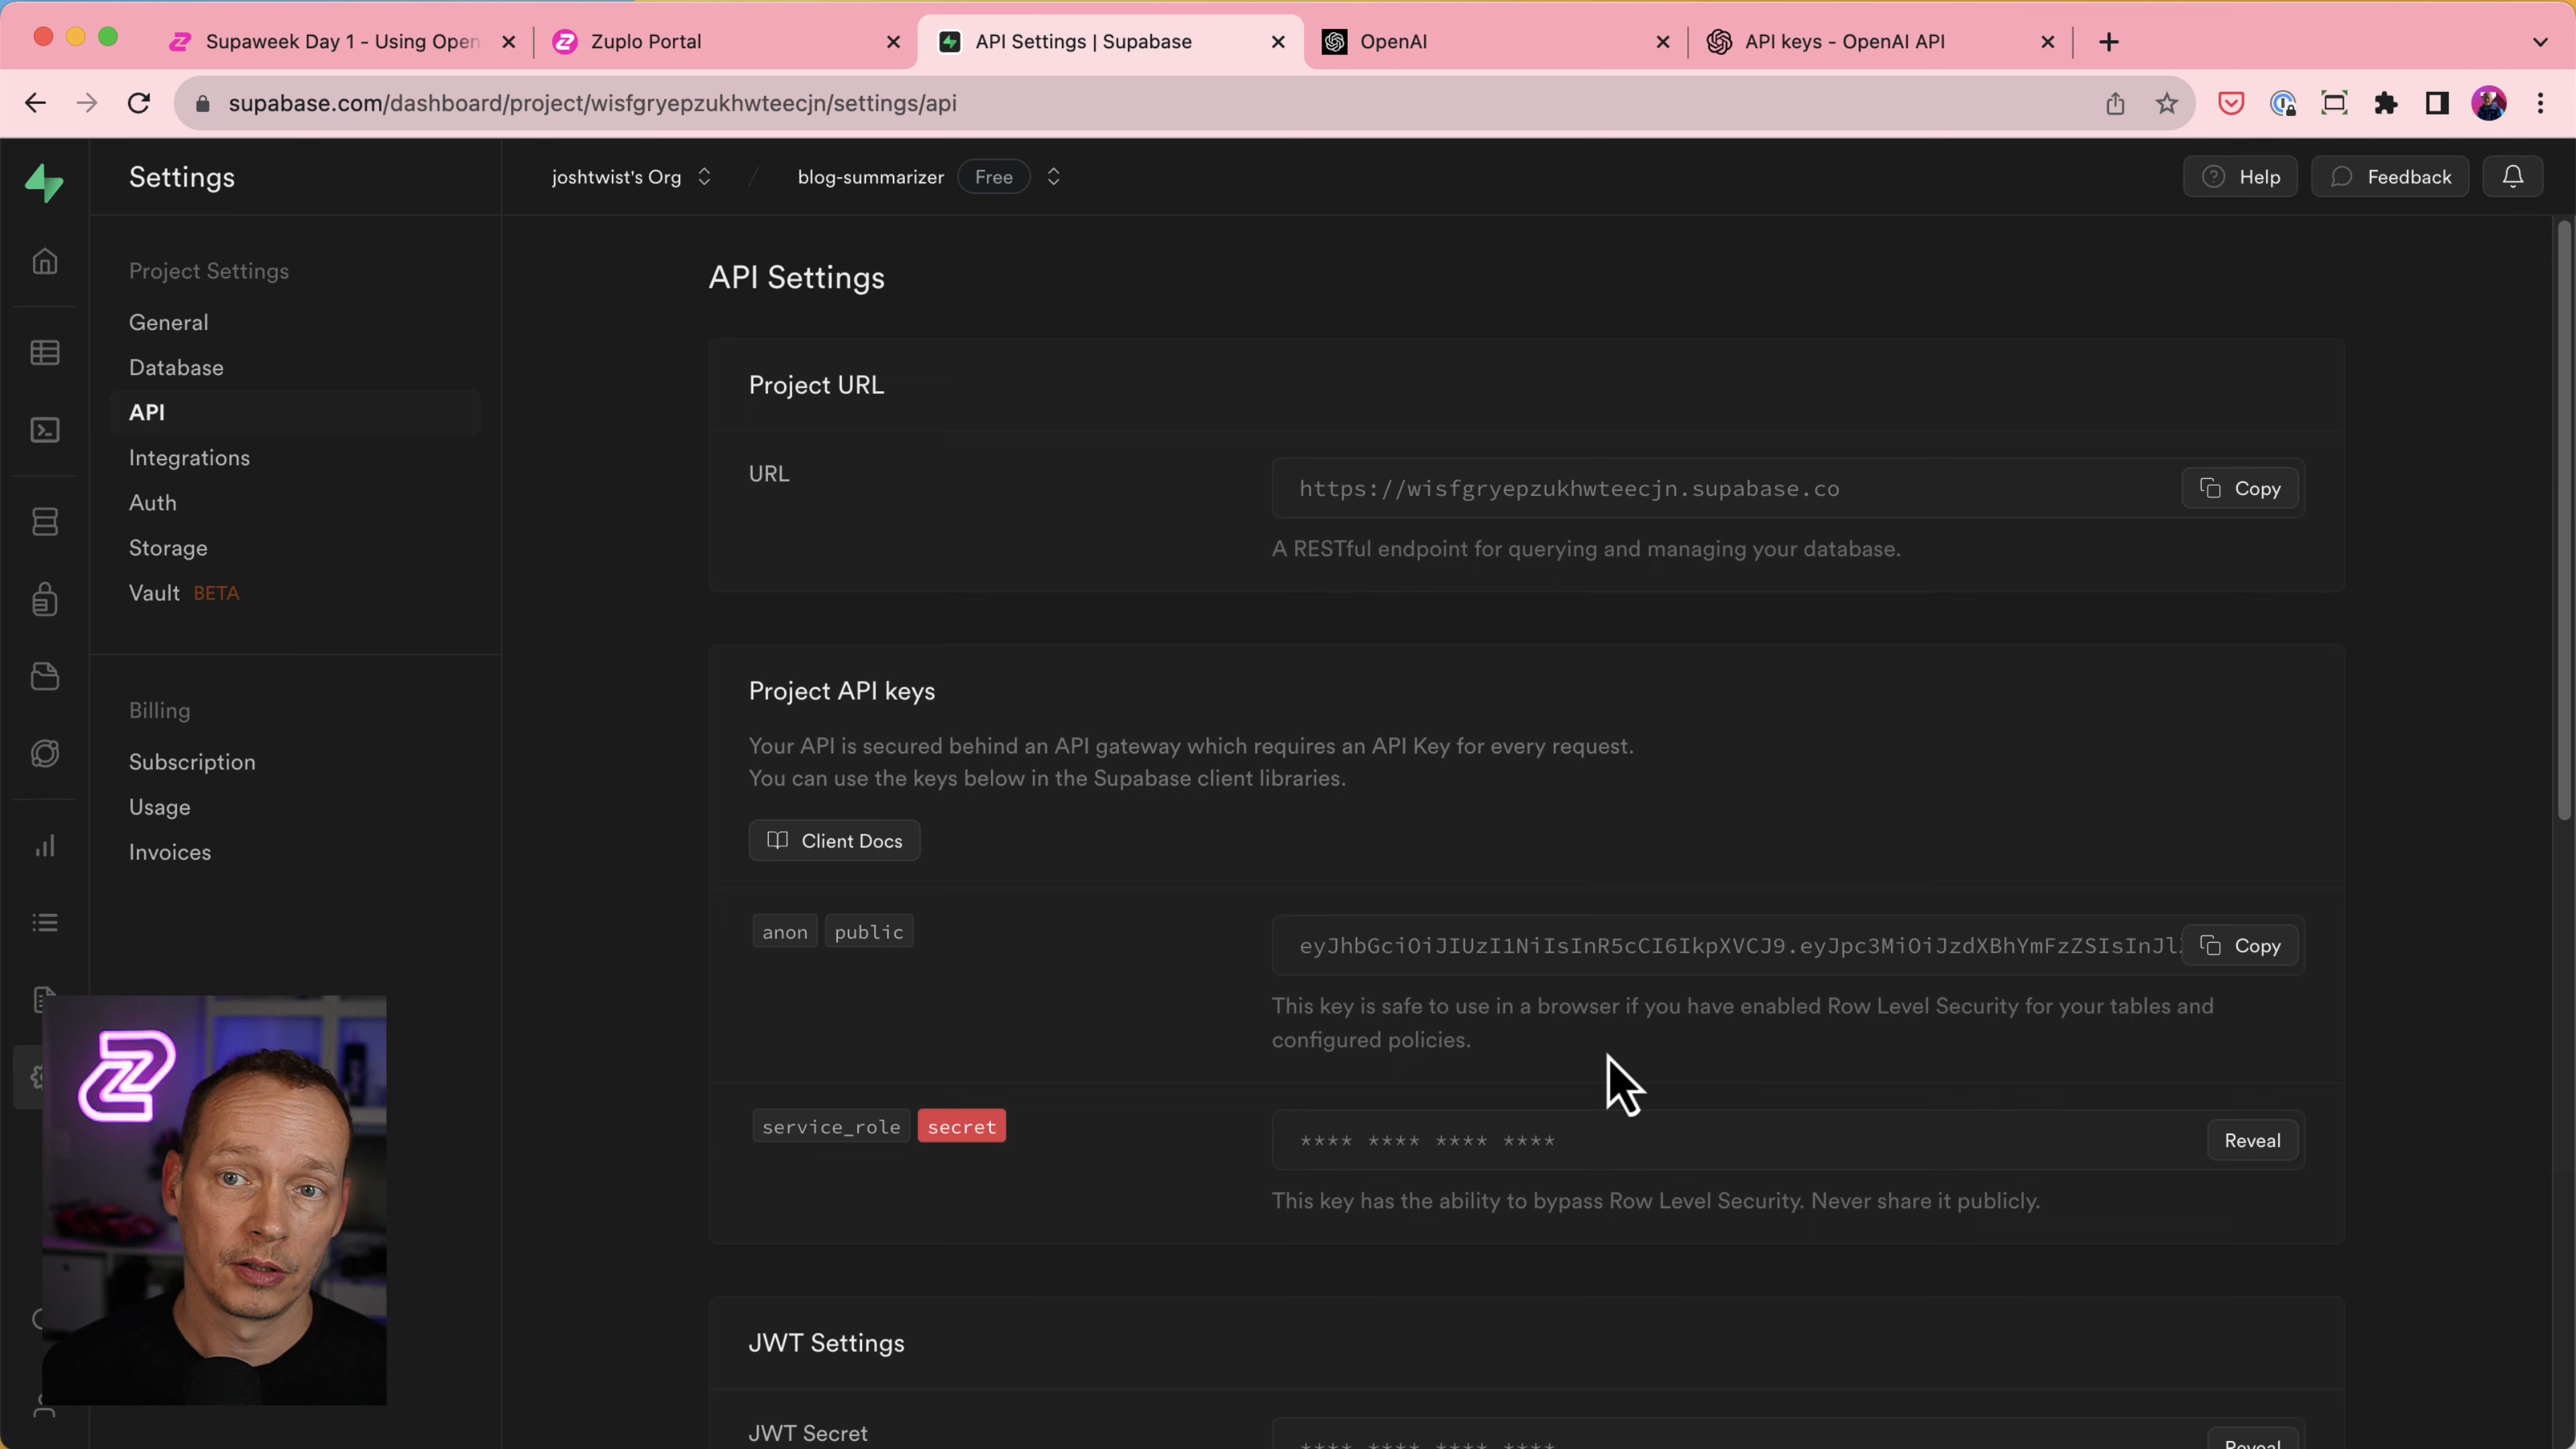 Supaweek Day 1 - Using Open
Zuplo Portal
API Settings | Supabase
OpenAI
API keys - OpenAI API
supabase.com/dashboard/project/wisfgryepzukhwteecjn/settings/api
Settings
joshtwist's Org / blog-summarizer Free
Help
Feedback
Project Settings
General
Database
API
Integrations
Auth
Storage
Vault BETA
Billing
Subscription
Usage
Invoices
API Settings
Project URL
URL
https://wisfgryepzukhwteecjn.supabase.co
Copy
A RESTful endpoint for querying and managing your database.
Project API keys
Your API is secured behind an API gateway which requires an API Key for every request.
You can use the keys below in the Supabase client libraries.
Client Docs
anon public
eyJhbGciOiJIUzI1NiIsInR5cCI6IkpXVCJ9.eyJpc3MiOiJzdXBhYmFzZSIsInJl
Copy
This key is safe to use in a browser if you have enabled Row Level Security for your tables and
configured policies.
service_role secret
**** **** **** ****
Reveal
This key has the ability to bypass Row Level Security. Never share it publicly.
JWT Settings
JWT Secret
**** **** **** ****
Reveal